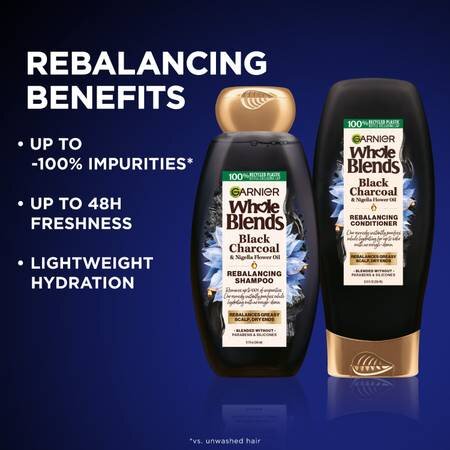 REBALANCING
BENEFITS
• UP TO
-100% IMPURITIES*
• UP TO 48H
FRESHNESS
• LIGHTWEIGHT
HYDRATION
100% RECYCLED PLASTIC
GARNIER
Whole
Blends
Black
Charcoal
& Nigella Flower Oil
REBALANCING
SHAMPOO
REBALANCES GREASY
SCALP, DRY ENDS
• BLENDED WITHOUT •
PARABENS & SILICONES
100% RECYCLED PLASTIC
GARNIER
Whole
Blends
Black
Charcoal
& Nigella Flower Oil
REBALANCING
CONDITIONER
REBALANCES GREASY
SCALP, DRY ENDS
• BLENDED WITHOUT •
PARABENS & SILICONES
*vs. unwashed hair